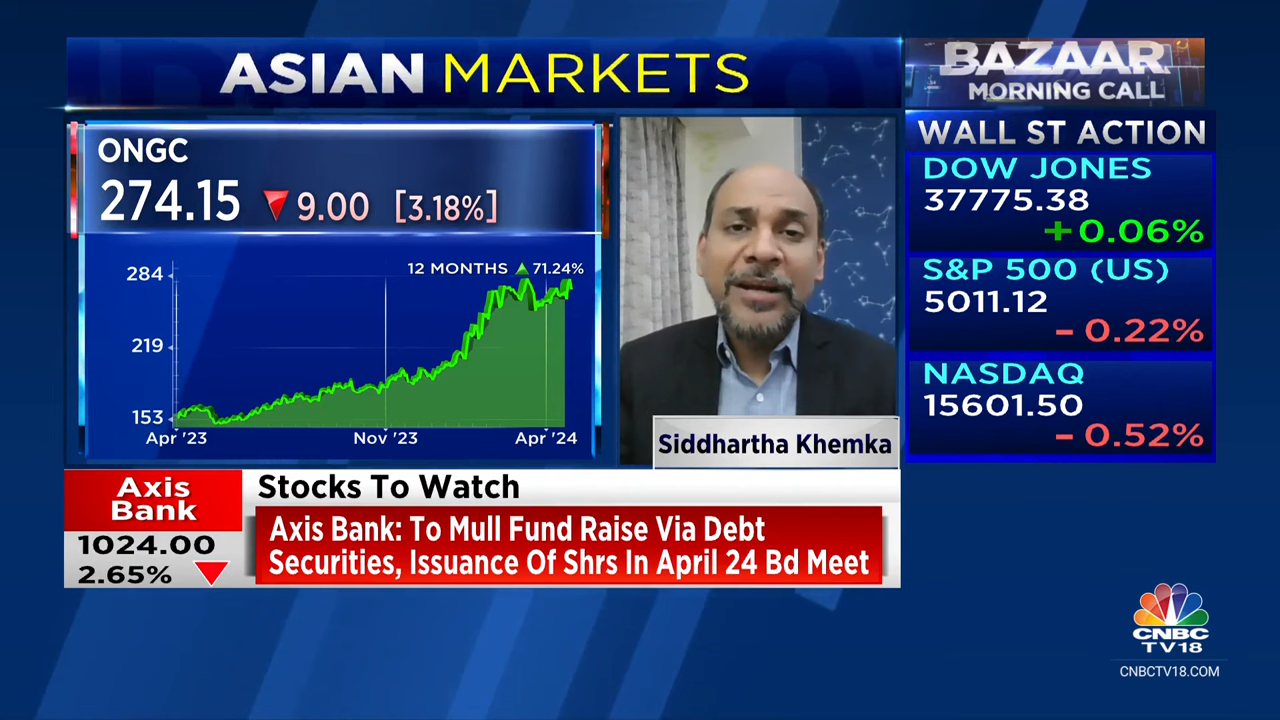 ASIAN MARKETS
BAZAAR
MORNING CALL
ONGC
274.15 ▼ 9.00 [3.18%]
12 MONTHS ▲ 71.24%
284
219
153
Apr '23 Nov '23 Apr '24
Siddhartha Khemka
WALL ST ACTION
DOW JONES
37775.38
+0.06%
S&P 500 (US)
5011.12
- 0.22%
NASDAQ
15601.50
- 0.52%
Axis
Bank
1024.00
2.65% ▼
Stocks To Watch
Axis Bank: To Mull Fund Raise Via Debt
Securities, Issuance Of Shrs In April 24 Bd Meet
CNBC
TV18
CNBCTV18.COM